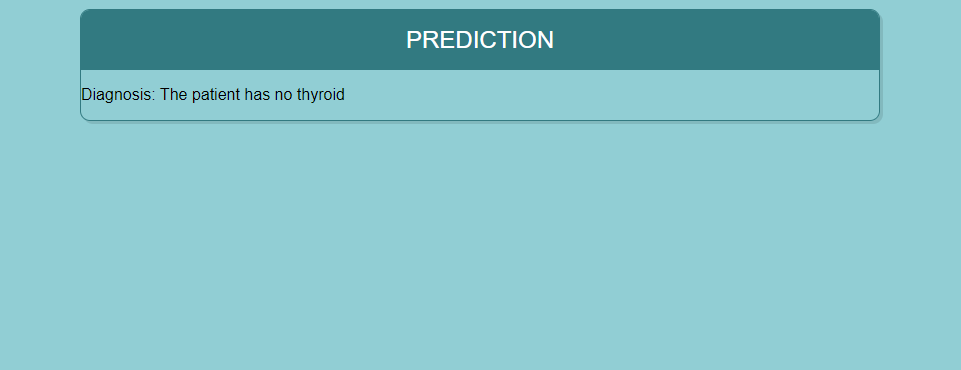 PREDICTION
Diagnosis: The patient has no thyroid